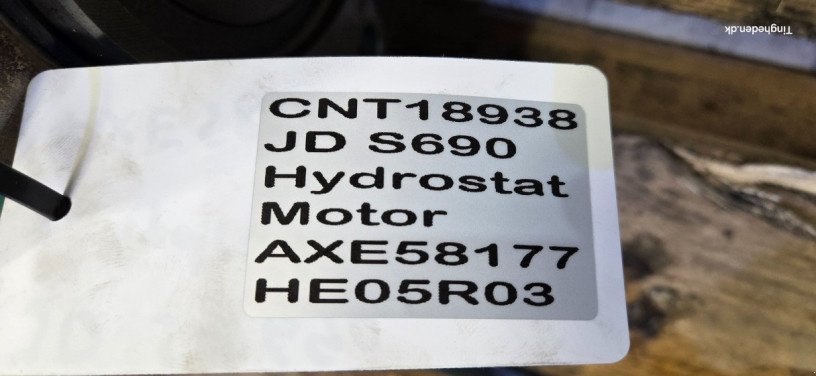 Tingheden.dk
CNT18938
JD S690
Hydrostat
Motor
AXE58177
HE05R03